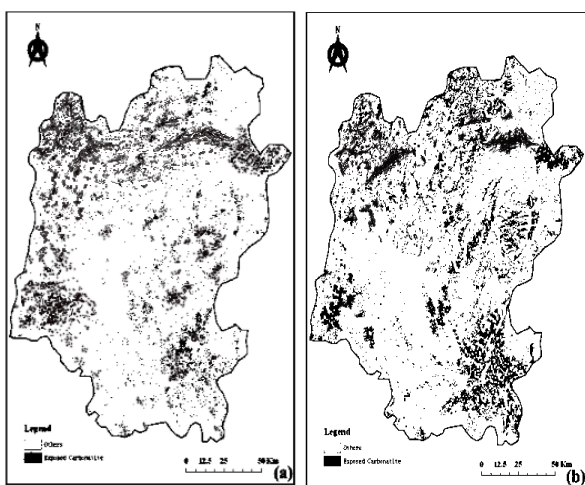 N
Legend
Others
Exposed Carbonatite
0 12.5 25 50 Km
(a)
N
Legend
Others
Exposed Carbonatite
0 12.5 25 50 Km
(b)